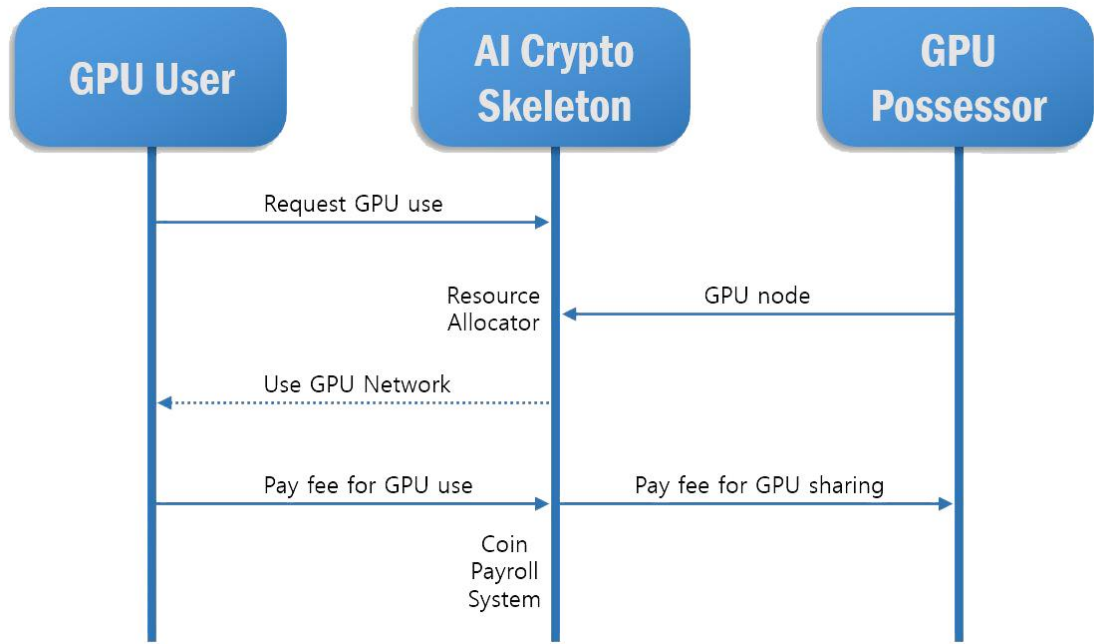 GPU User
AI Crypto
Skeleton
GPU
Possessor
Request GPU use
Resource
Allocator
GPU node
Use GPU Network
Pay fee for GPU use
Pay fee for GPU sharing
Coin
Payroll
System